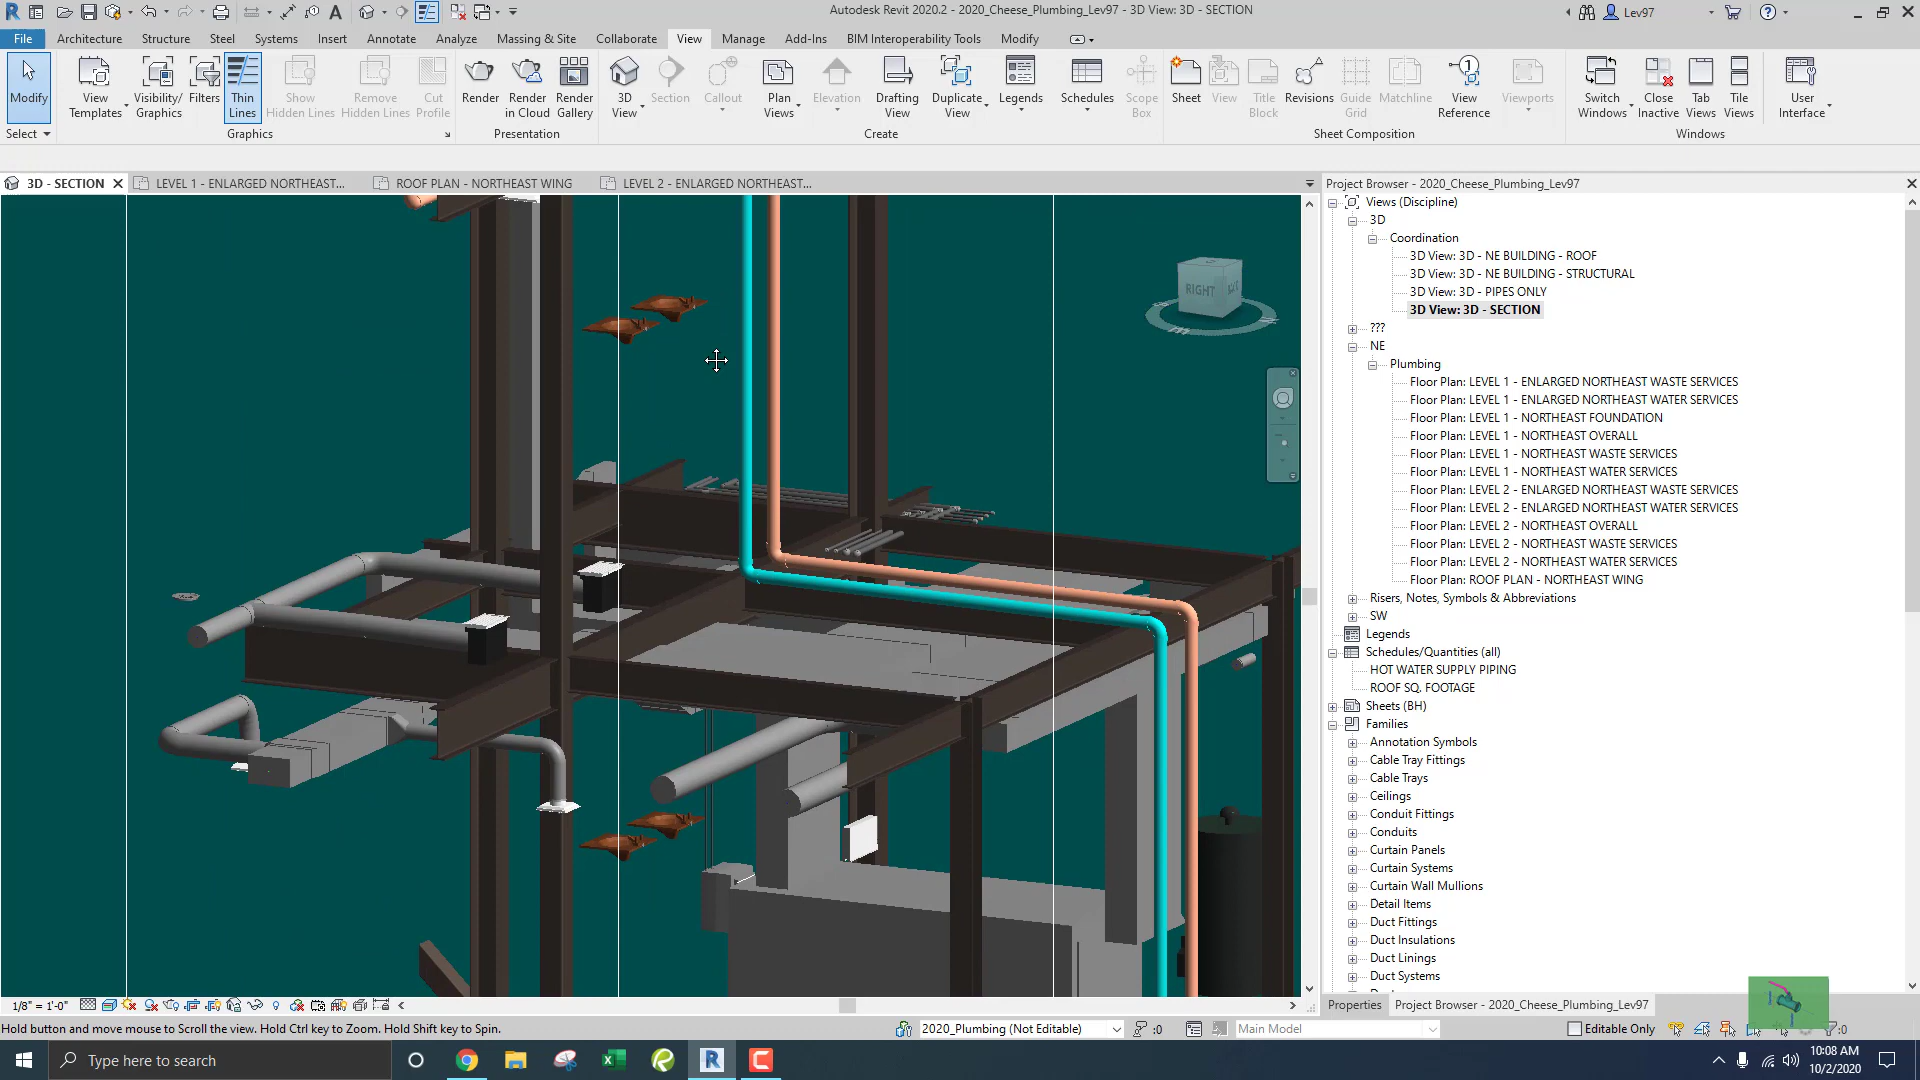 Autodesk Revit 2020.2 - 2020_Cheese_Plumbing_Lev97 - 3D View: 3D - SECTION
Lev97
File Architecture Structure Steel Systems Insert Annotate Analyze Massing & Site Collaborate View Manage Add-Ins BIM Interoperability Tools Modify
Modify
View Templates
Visibility/ Graphics
Filters
Thin Lines
Show Hidden Lines
Remove Hidden Lines
Cut Profile
Render
Render in Cloud
Render Gallery
3D View
Section
Callout
Plan Views
Elevation
Drafting View
Duplicate View
Legends
Schedules
Scope Box
Sheet
View
Title Block
Revisions
Guide Grid
Matchline
View Reference
Viewports
Switch Windows
Close Inactive
Tab Views
Tile Views
User Interface
Select Graphics Presentation Create Sheet Composition Windows
3D - SECTION LEVEL 1 - ENLARGED NORTHEAST... ROOF PLAN - NORTHEAST WING LEVEL 2 - ENLARGED NORTHEAST...
RIGHT
Project Browser - 2020_Cheese_Plumbing_Lev97
Views (Discipline)
3D
Coordination
3D View: 3D - NE BUILDING - ROOF
3D View: 3D - NE BUILDING - STRUCTURAL
3D View: 3D - PIPES ONLY
3D View: 3D - SECTION
???
NE
Plumbing
Floor Plan: LEVEL 1 - ENLARGED NORTHEAST WASTE SERVICES
Floor Plan: LEVEL 1 - ENLARGED NORTHEAST WATER SERVICES
Floor Plan: LEVEL 1 - NORTHEAST FOUNDATION
Floor Plan: LEVEL 1 - NORTHEAST OVERALL
Floor Plan: LEVEL 1 - NORTHEAST WASTE SERVICES
Floor Plan: LEVEL 1 - NORTHEAST WATER SERVICES
Floor Plan: LEVEL 2 - ENLARGED NORTHEAST WASTE SERVICES
Floor Plan: LEVEL 2 - ENLARGED NORTHEAST WATER SERVICES
Floor Plan: LEVEL 2 - NORTHEAST OVERALL
Floor Plan: LEVEL 2 - NORTHEAST WASTE SERVICES
Floor Plan: LEVEL 2 - NORTHEAST WATER SERVICES
Floor Plan: ROOF PLAN - NORTHEAST WING
Risers, Notes, Symbols & Abbreviations
SW
Legends
Schedules/Quantities (all)
HOT WATER SUPPLY PIPING
ROOF SQ. FOOTAGE
Sheets (BH)
Families
Annotation Symbols
Cable Tray Fittings
Cable Trays
Ceilings
Conduit Fittings
Conduits
Curtain Panels
Curtain Systems
Curtain Wall Mullions
Detail Items
Duct Fittings
Duct Insulations
Duct Linings
Duct Systems
1/8" = 1'-0"
Properties Project Browser - 2020_Cheese_Plumbing_Lev97
Hold button and move mouse to Scroll the view. Hold Ctrl key to Zoom. Hold Shift key to Spin.
2020_Plumbing (Not Editable) :0 Main Model Editable Only :0
Type here to search
10:08 AM
10/2/2020